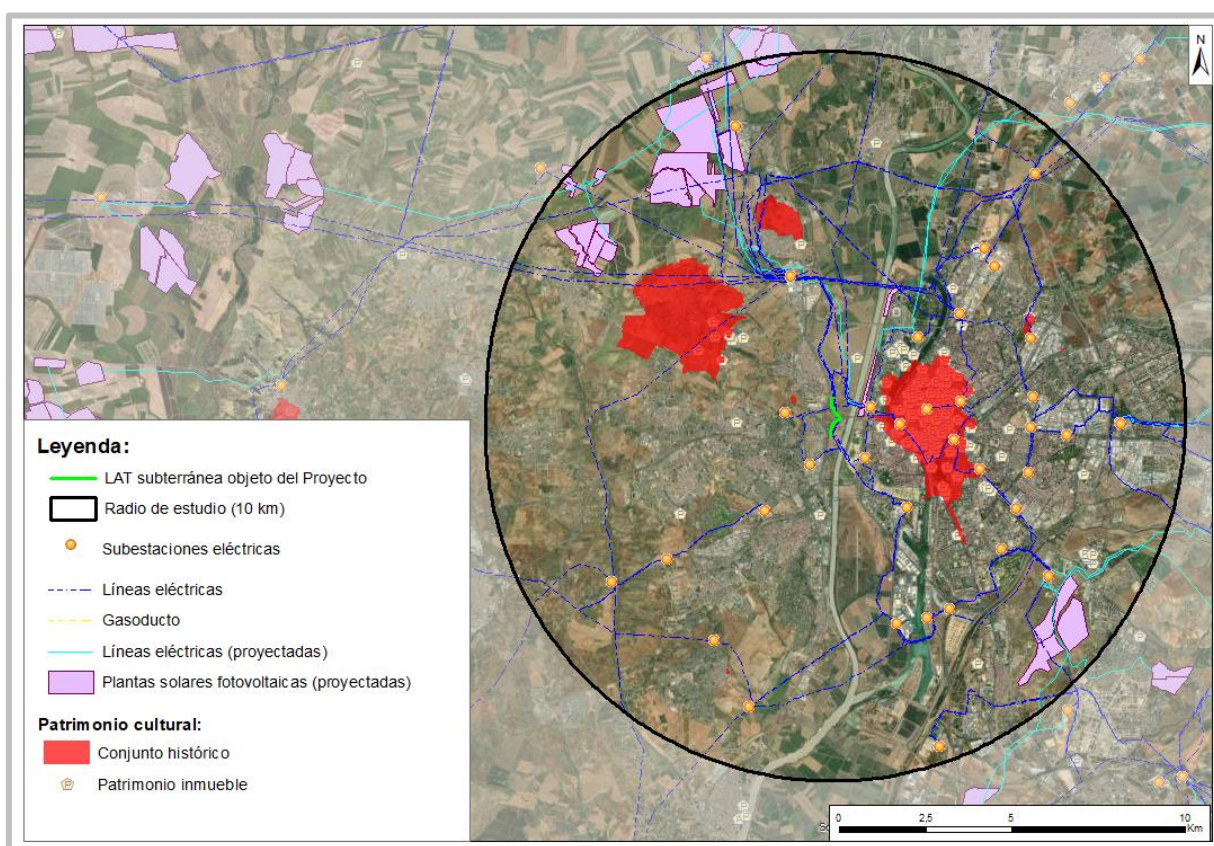 N
Leyenda:
LAT subterránea objeto del Proyecto
Radio de estudio (10 km)
Subestaciones eléctricas
Líneas eléctricas
Gasoducto
Líneas eléctricas (proyectadas)
Plantas solares fotovoltaicas (proyectadas)
Patrimonio cultural:
Conjunto histórico
Patrimonio inmueble
0 2,5 5 10
Km